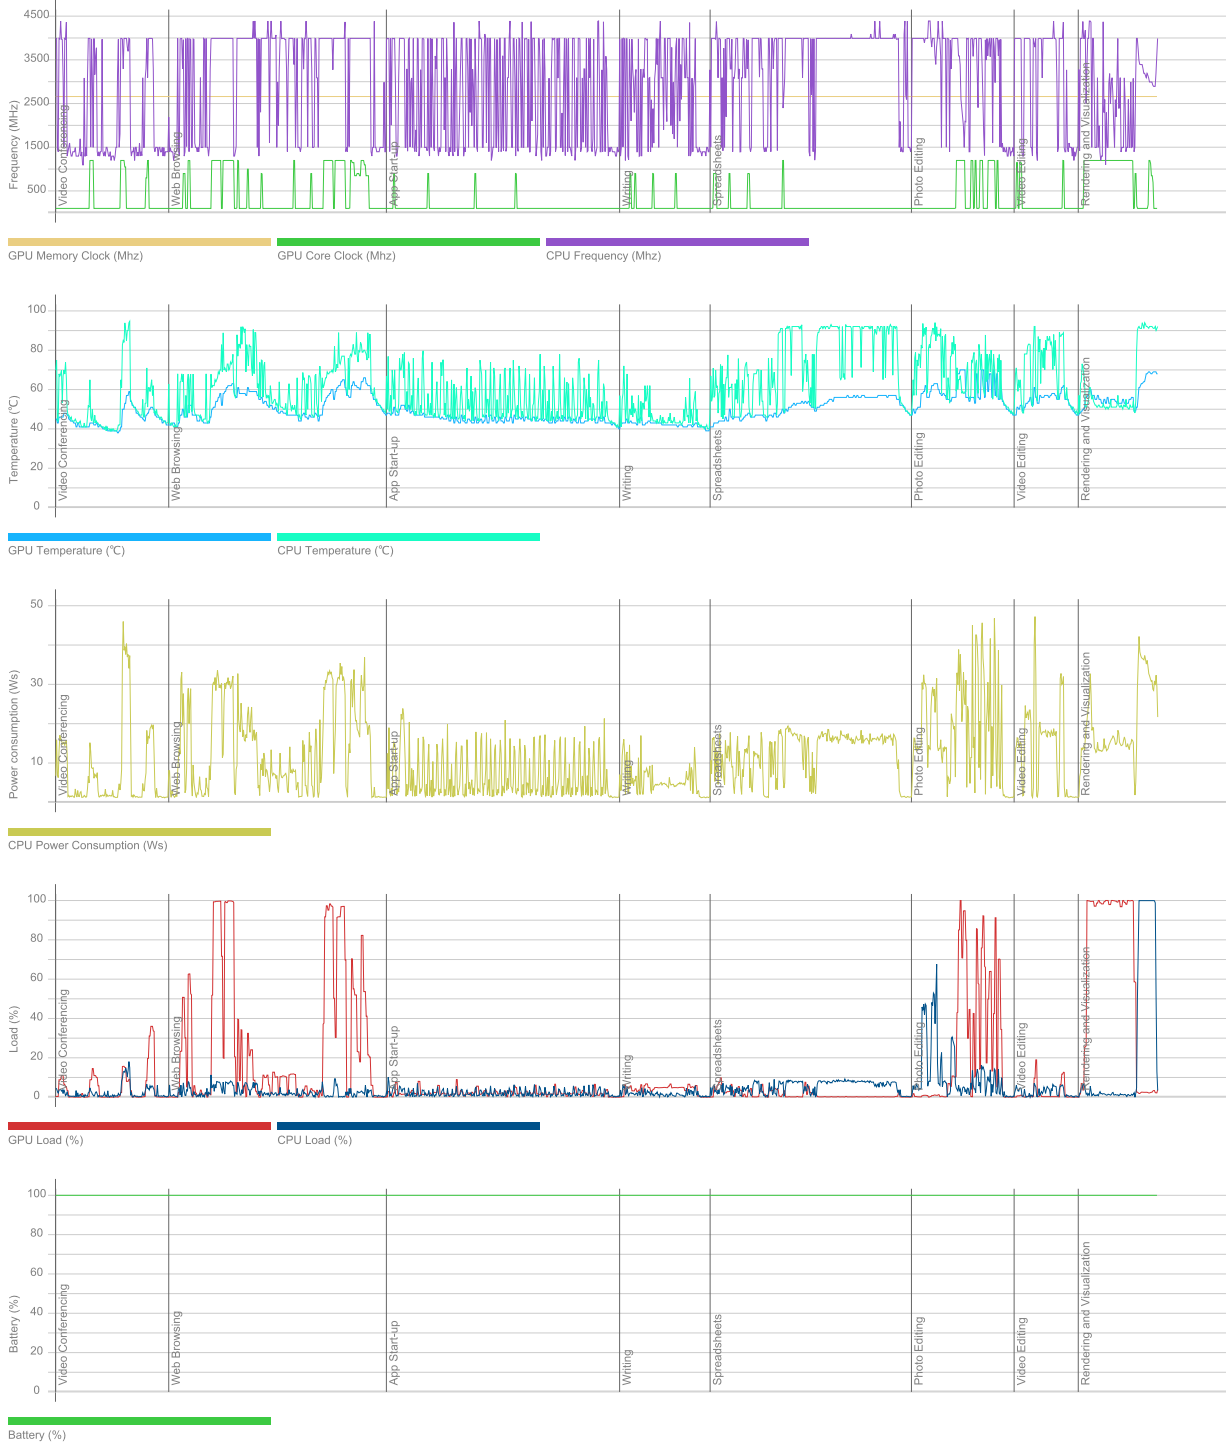 4500
3500
2500
1500
500
Frequency (MHz)
Video Conferencing
Web Browsing
App Start-up
Writing
Spreadsheets
Photo Editing
Video Editing
Rendering and Visualization
GPU Memory Clock (Mhz)
GPU Core Clock (Mhz)
CPU Frequency (Mhz)
100
80
60
40
20
0
Temperature (℃)
Video Conferencing
Web Browsing
App Start-up
Writing
Spreadsheets
Photo Editing
Video Editing
Rendering and Visualization
GPU Temperature (℃)
CPU Temperature (℃)
50
30
10
Power consumption (Ws)
Video Conferencing
Web Browsing
App Start-up
Writing
Spreadsheets
Photo Editing
Video Editing
Rendering and Visualization
CPU Power Consumption (Ws)
100
80
60
40
20
0
Load (%)
Video Conferencing
Web Browsing
App Start-up
Writing
Spreadsheets
Photo Editing
Video Editing
Rendering and Visualization
GPU Load (%)
CPU Load (%)
100
80
60
40
20
0
Battery (%)
Video Conferencing
Web Browsing
App Start-up
Writing
Spreadsheets
Photo Editing
Video Editing
Rendering and Visualization
Battery (%)